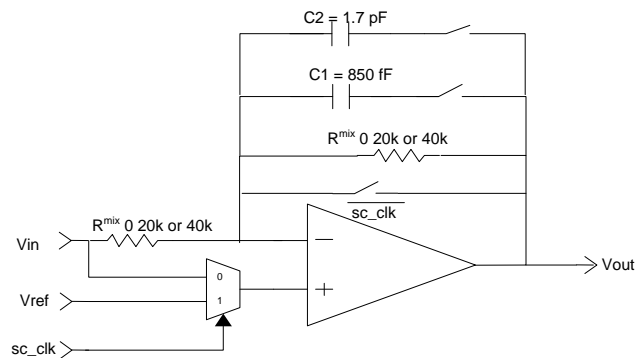 C2 = 1.7 pF
C1 = 850 fF
R^mix 0 20k or 40k
sc_clk
R^mix 0 20k or 40k
Vin
0
Vref
1
sc_clk
Vout